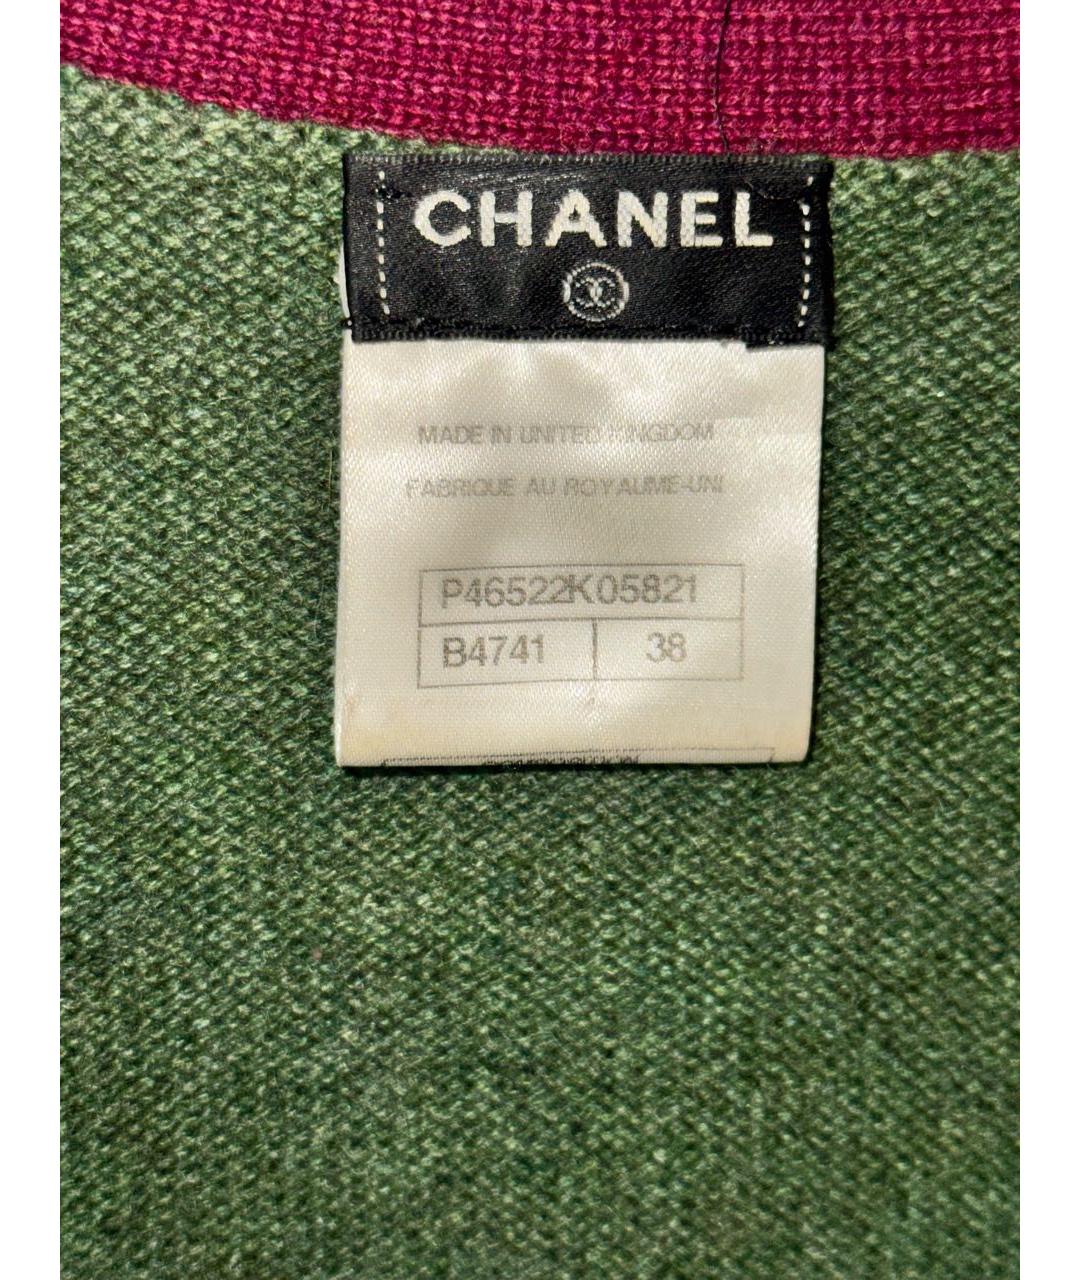 CHANEL
MADE IN UNITED KINGDOM
FABRIQUE AU ROYAUME-UNI
P46522K05821
B4741 38